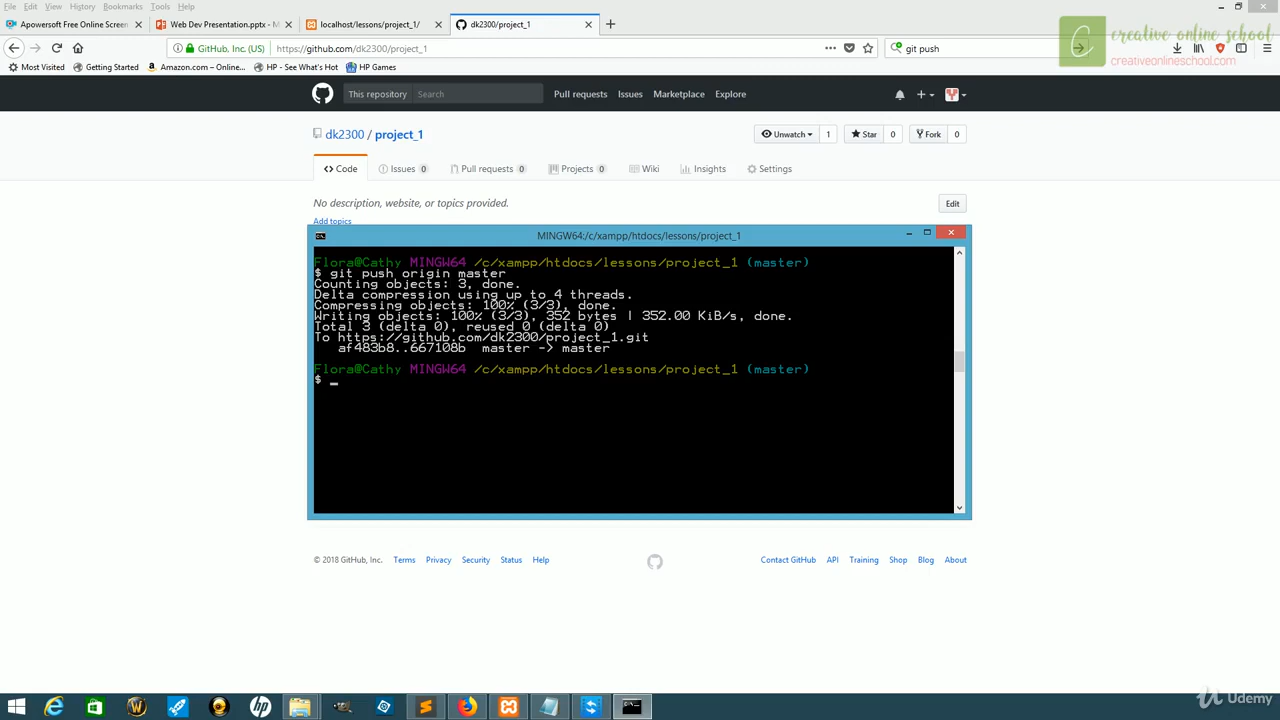 File Edit View History Bookmarks Tools Help
Apowersoft Free Online Screen
Web Dev Presentation.pptx - M
localhost/lessons/project_1/
dk2300/project_1
GitHub, Inc. (US)
https://github.com/dk2300/project_1
git push
Most Visited Getting Started Amazon.com – Online... HP - See What's Hot HP Games
creative online school
creativeonlineschool.com
This repository Search Pull requests Issues Marketplace Explore
dk2300 / project_1
Unwatch 1 Star 0 Fork 0
Code Issues 0 Pull requests 0 Projects 0 Wiki Insights Settings
No description, website, or topics provided.
Edit
Add topics
MINGW64:/c/xampp/htdocs/lessons/project_1
Flora@Cathy MINGW64 /c/xampp/htdocs/lessons/project_1 (master)
$ git push origin master
Counting objects: 3, done.
Delta compression using up to 4 threads.
Compressing objects: 100% (3/3), done.
Writing objects: 100% (3/3), 352 bytes | 352.00 KiB/s, done.
Total 3 (delta 0), reused 0 (delta 0)
To https://github.com/dk2300/project_1.git
af483b8..667108b master -> master
Flora@Cathy MINGW64 /c/xampp/htdocs/lessons/project_1 (master)
$
© 2018 GitHub, Inc. Terms Privacy Security Status Help
Contact GitHub API Training Shop Blog About
Udemy